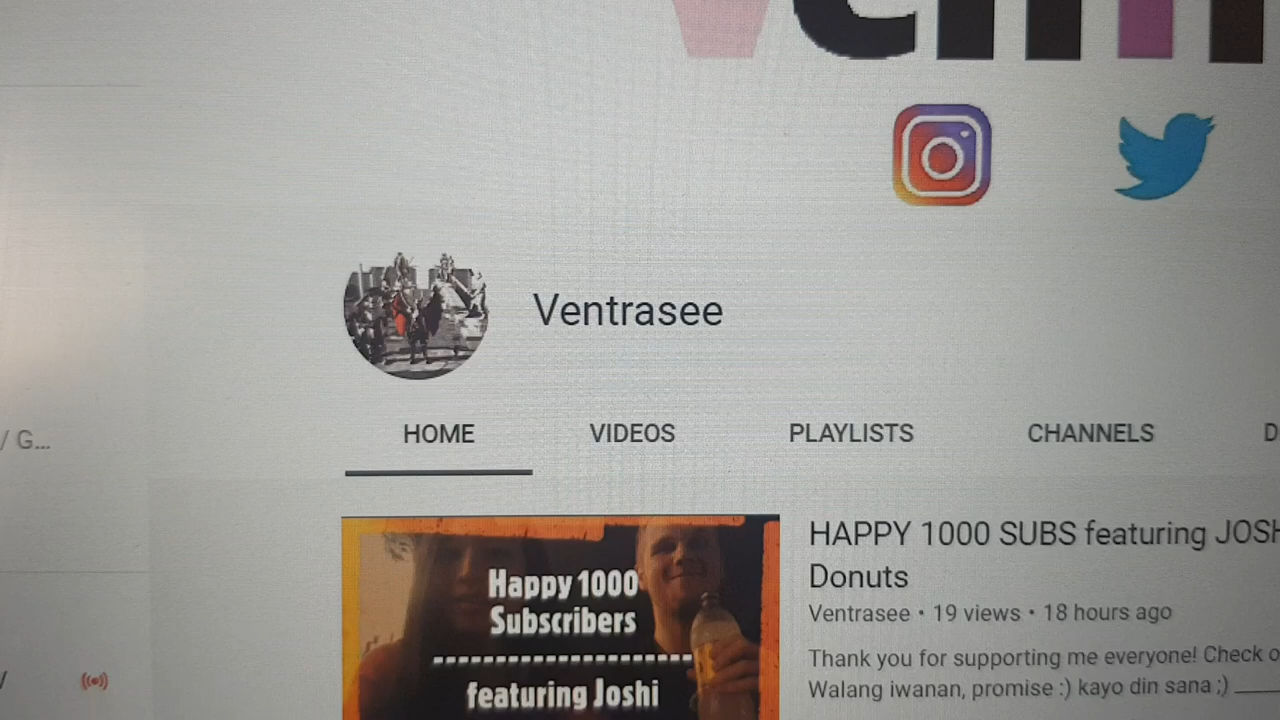 Ventrasee
/ G...
HOME VIDEOS PLAYLISTS CHANNELS D
HAPPY 1000 SUBS featuring JOSH
Donuts
Ventrasee • 19 views • 18 hours ago
Thank you for supporting me everyone! Check o
Walang iwanan, promise :) kayo din sana ;)
Happy 1000
Subscribers
featuring Joshi